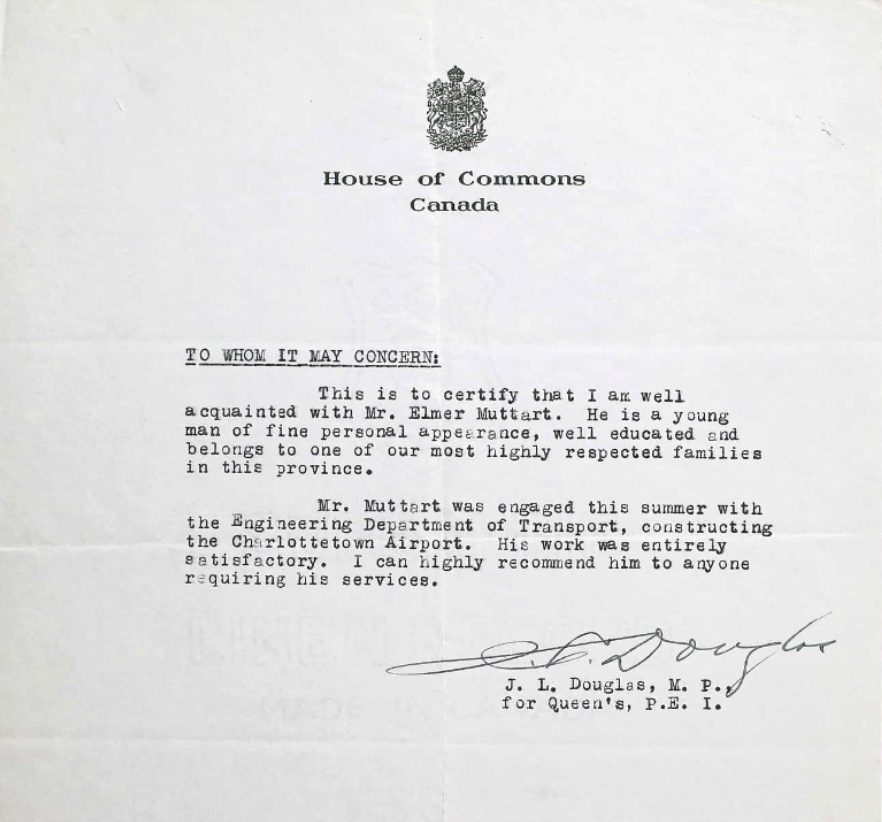 House of Commons
Canada
TO WHOM IT MAY CONCERN:
This is to certify that I am well
acquainted with Mr. Elmer Muttart. He is a young
man of fine personal appearance, well educated and
belongs to one of our most highly respected families
in this province.
Mr. Muttart was engaged this summer with
the Engineering Department of Transport, constructing
the Charlottetown Airport. His work was entirely
satisfactory. I can highly recommend him to anyone
requiring his services.
Douglas
J. L. Douglas, M. P.,
for Queen's, P.E. I.